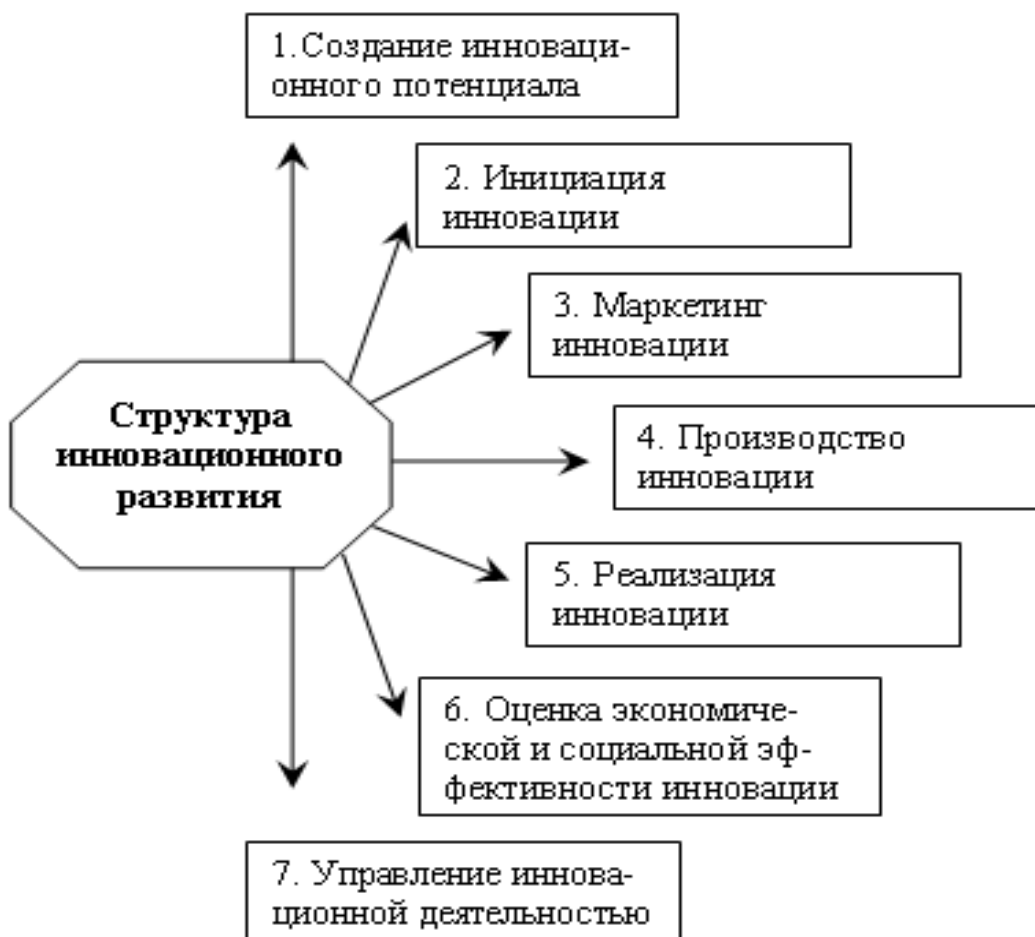 1.Создание инноваци-
онного потенциала
2. Инициация
инновации
3. Маркетинг
инновации
Структура
инновационного
развития
4. Производство
инновации
5. Реализация
инновации
6. Оценка экономиче-
ской и социальной эф-
фективности инновации
7. Управление иннова-
ционной деятельностью